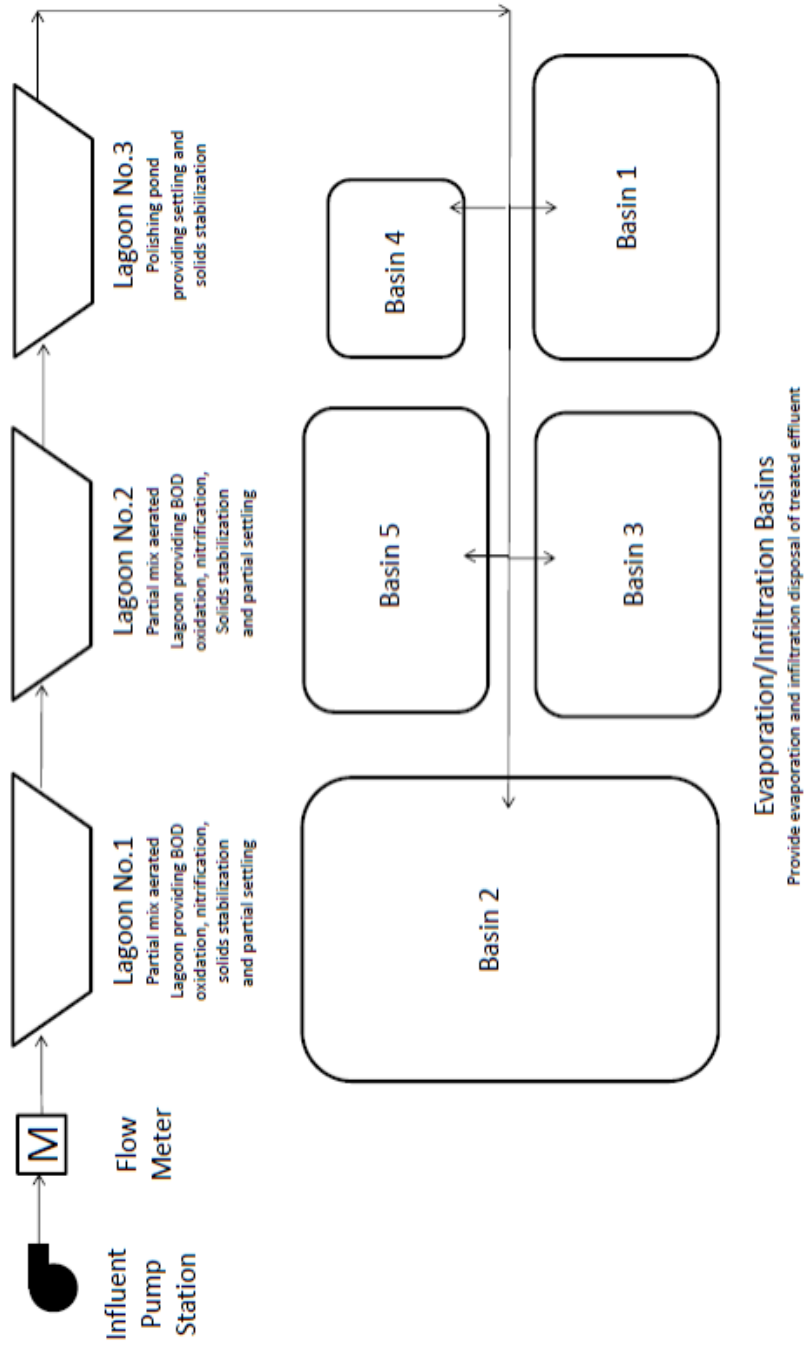 Influent
Pump
Station
M
Flow
Meter
Lagoon No.1
Partial mix aerated
Lagoon providing BOD
oxidation, nitrification,
solids stabilization
and partial settling
Lagoon No.2
Partial mix aerated
Lagoon providing BOD
oxidation, nitrification,
Solids stabilization
and partial settling
Lagoon No.3
Polishing pond
providing settling and
solids stabilization
Basin 2
Basin 5
Basin 4
Basin 3
Basin 1
Evaporation/Infiltration Basins
Provide evaporation and infiltration disposal of treated effluent